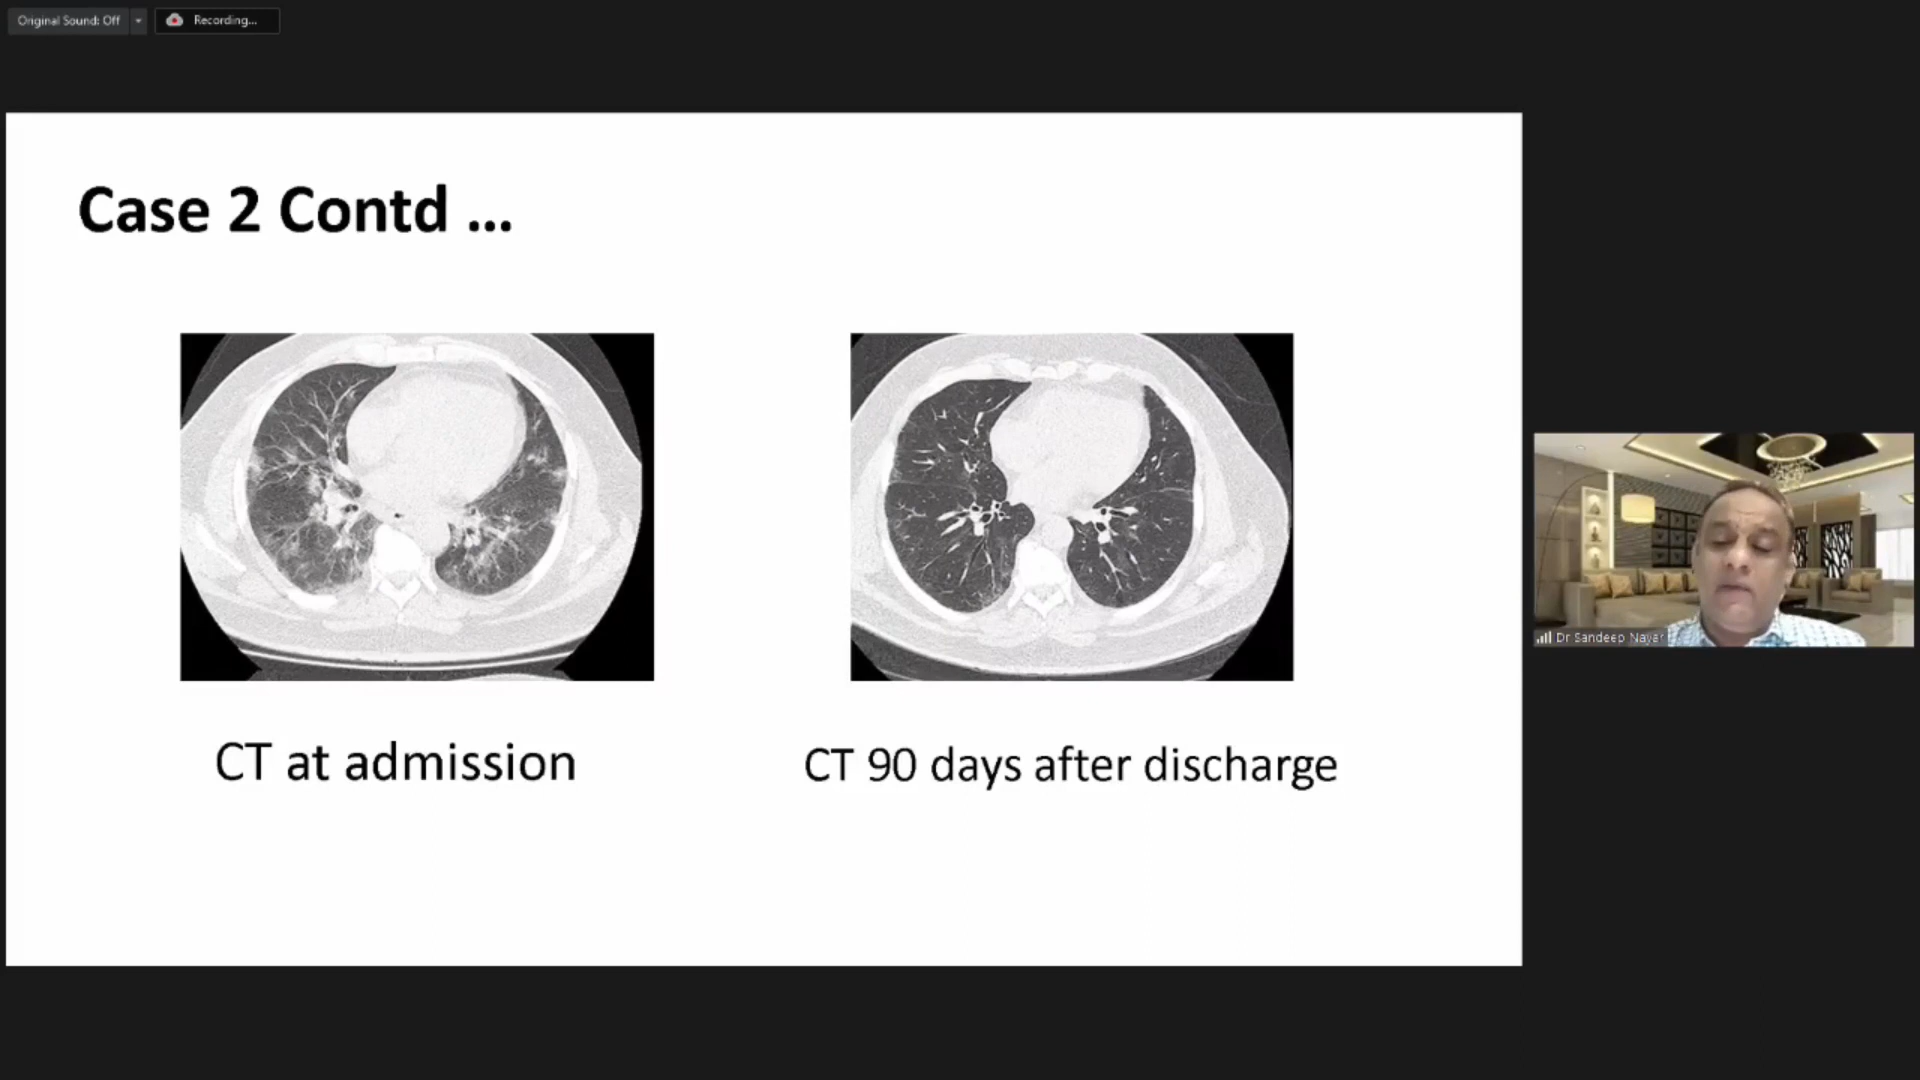 Original Sound: Off
Recording...
Case 2 Contd ...
CT at admission
CT 90 days after discharge
Dr Sandeep Nayar